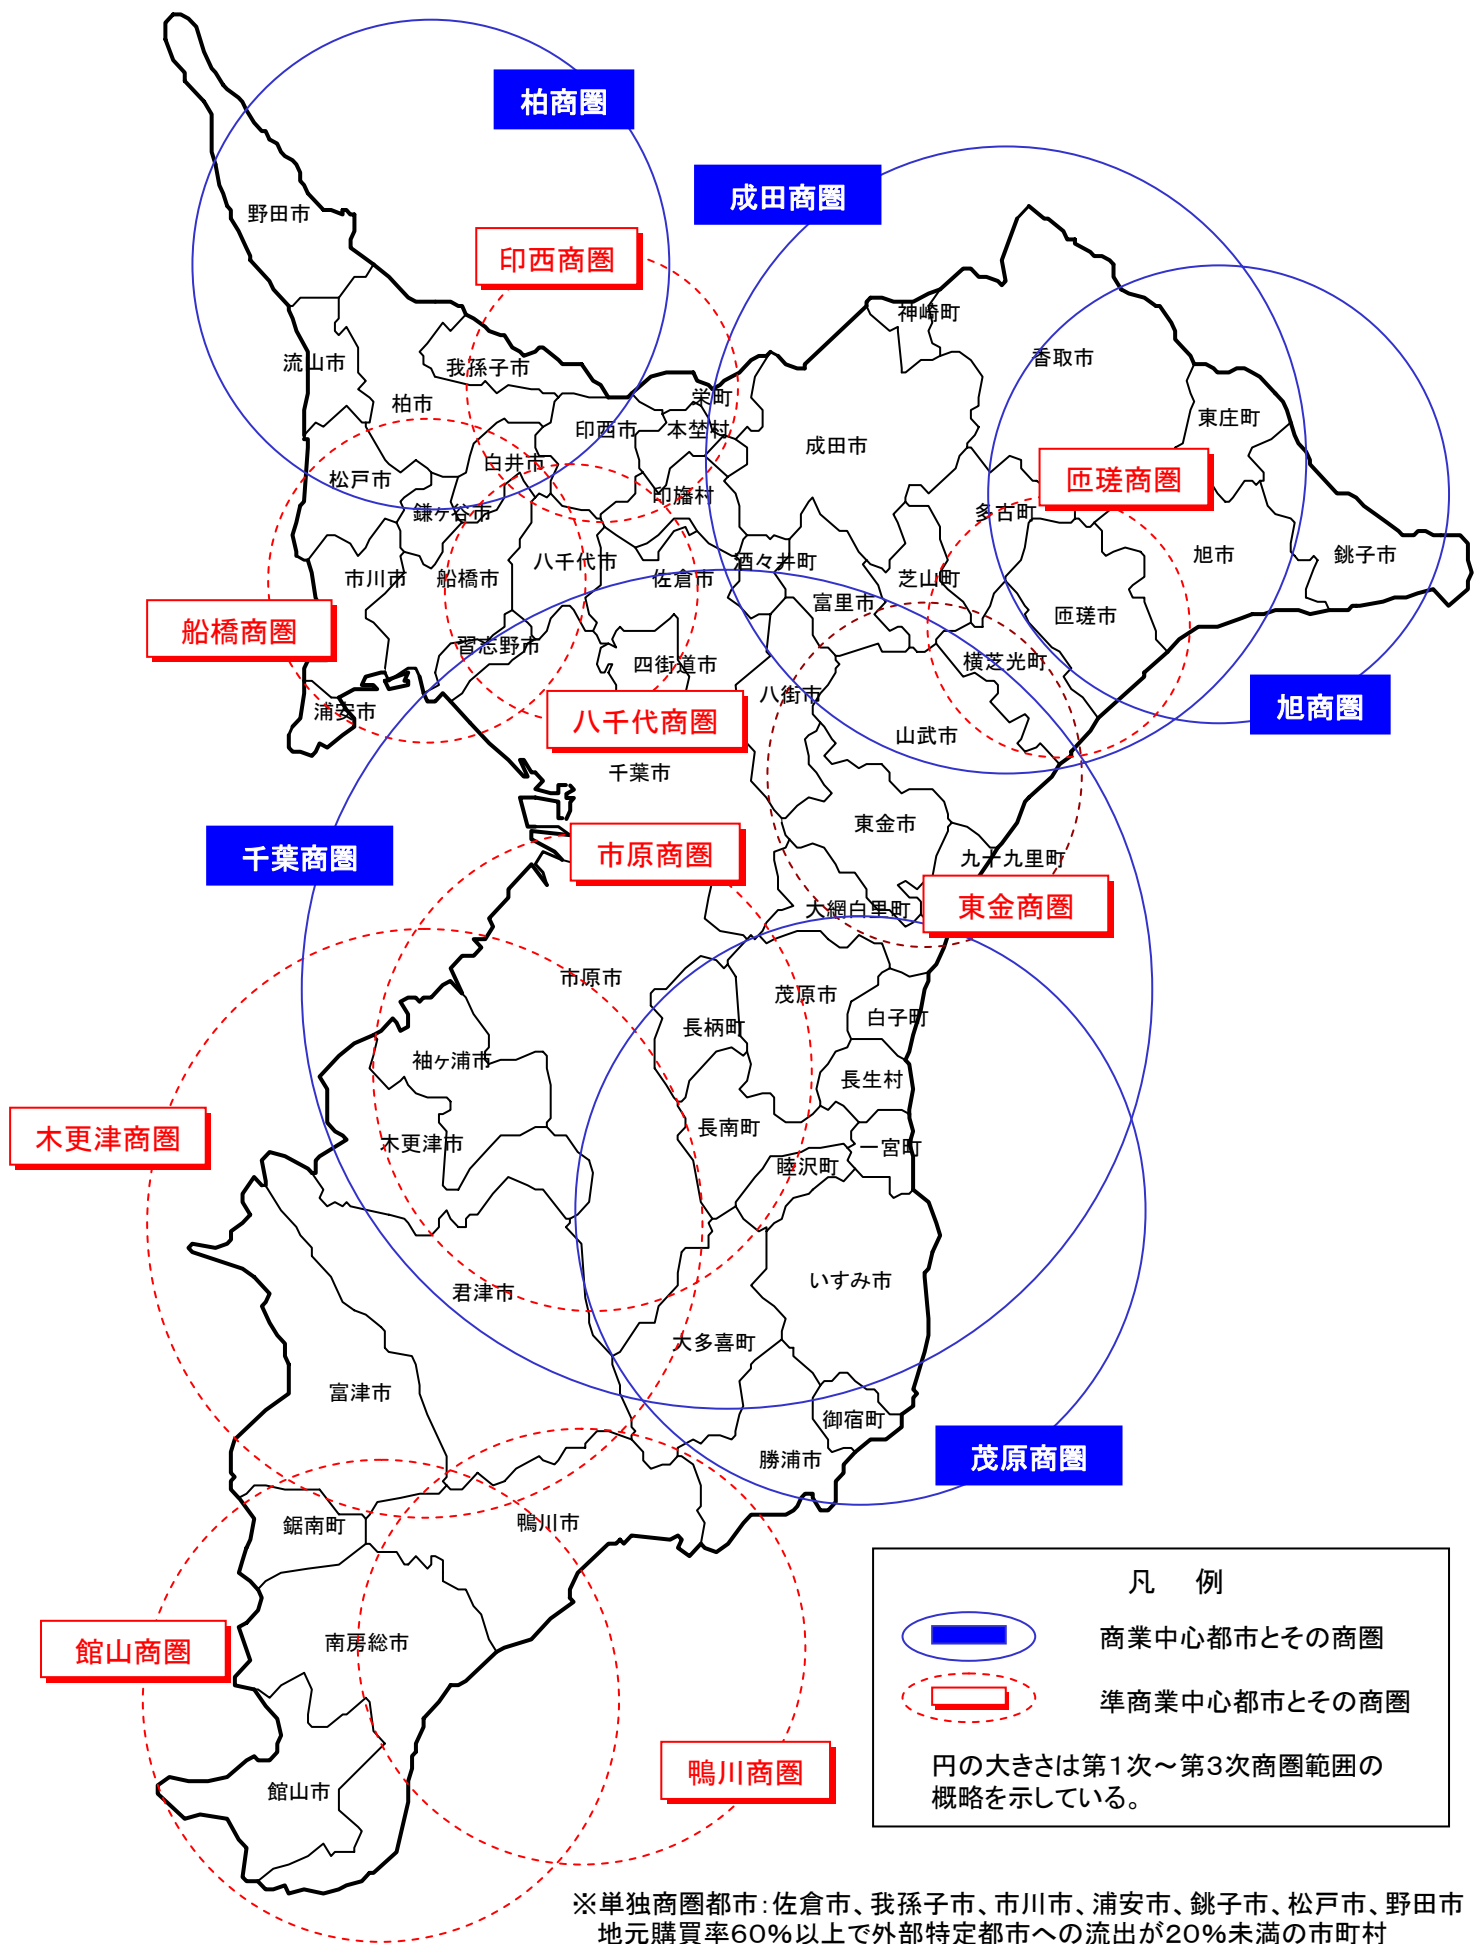 柏商圏
成田商圏
野田市
印西商圏
神崎町
香取市
流山市
我孫子市
柏市
栄町
東庄町
印西市
本埜村
成田市
白井市
松戸市
匝瑳商圏
印旛村
鎌ケ谷市
多古町
旭市
銚子市
八千代市
酒々井町
市川市
船橋市
佐倉市
芝山町
富里市
匝瑳市
船橋商圏
習志野市
四街道市
横芝光町
八街市
浦安市
旭商圏
八千代商圏
山武市
千葉市
東金市
千葉商圏
市原商圏
九十九里町
大網白里町
東金商圏
市原市
茂原市
白子町
長柄町
袖ヶ浦市
長生村
木更津商圏
木更津市
長南町
一宮町
睦沢町
いすみ市
君津市
大多喜町
富津市
御宿町
勝浦市
茂原商圏
鋸南町
鴨川市
凡 例
商業中心都市とその商圏
南房総市
館山商圏
準商業中心都市とその商圏
鴨川商圏
円の大きさは第1次～第3次商圏範囲の
概略を示している。
館山市
※単独商圏都市：佐倉市、我孫子市、市川市、浦安市、銚子市、松戸市、野田市
地元購買率60％以上で外部特定都市への流出が20％未満の市町村